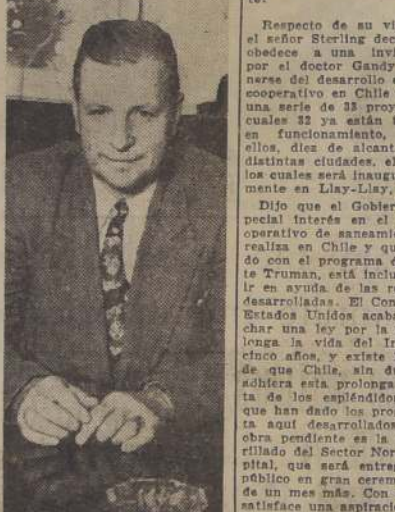 Respecto de su vi
el señor Sterling dec
obedece a una invi
por el doctor Gandy
nerse del desarrollo
cooperativo en Chile
una serie de 33 proy
cuales 32 ya están
en funcionamiento,
ellos, diez de alcant
distintas ciudades, el
los cuales será inaugu
mente en Llay-Llay,
Dijo que el Gobier
pecial interés en el
operativo de saneamie
realiza en Chile y qu
do con el programa
te Truman, está inclu
ir en ayuda de las
desarrolladas. El Con
Estados Unidos acaba
char una ley por la
longa la vida del In
cinco años, y existe
de que Chile, sin du
adhiera esta prolonga
ta de los espléndido
que han dado los pro
ta aquí desarrollados
obra pendiente es la
rillado del Sector Nor
pital, que será entreg
público en gran cerem
de un mes más. Con
satisface una aspiració